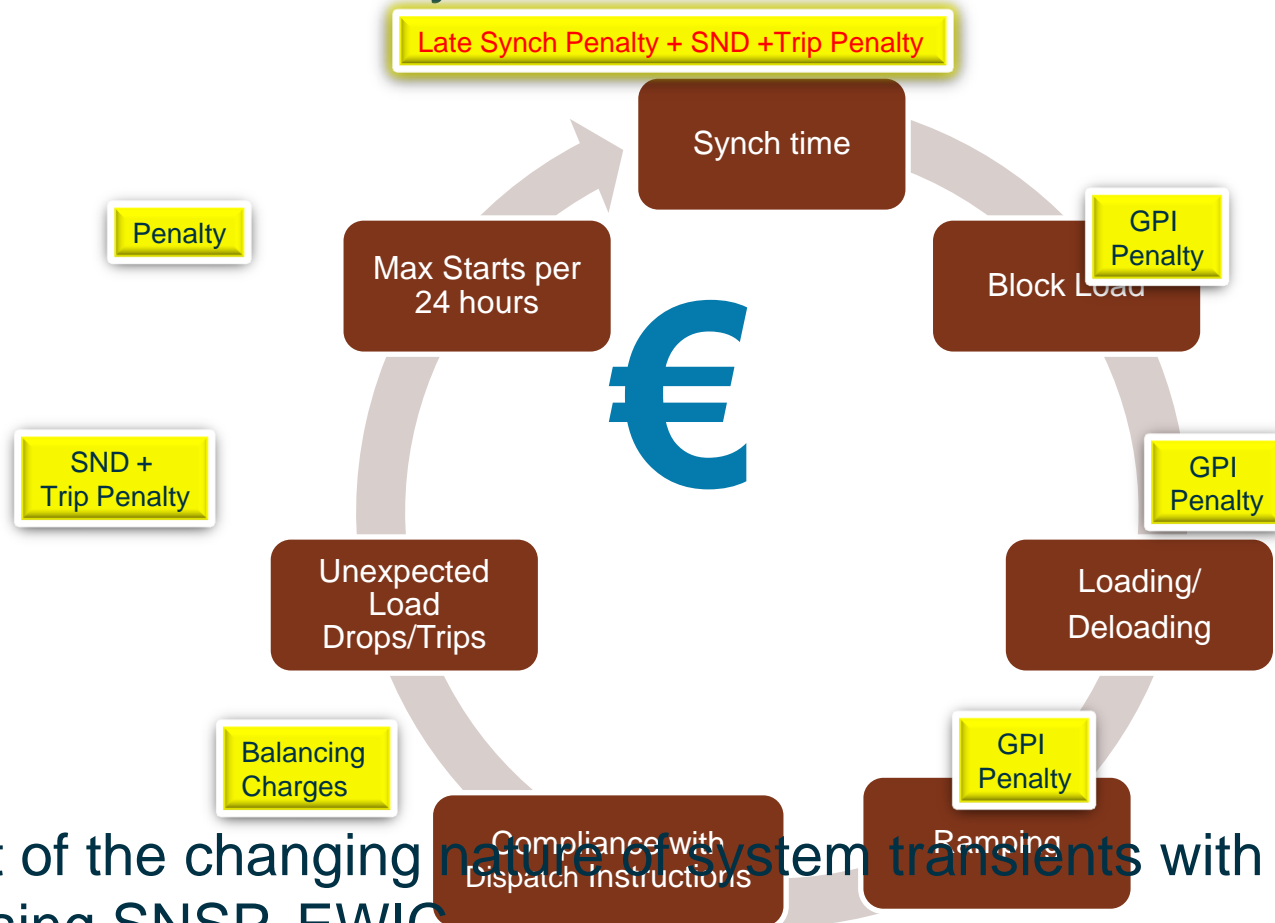 Late Synch Penalty + SND +Trip Penalty
Synch time
GPI
Penalty
Block Load
GPI
Penalty
Loading/
Deloading
GPI
Penalty
Ramping
Compliance with
Dispatch Instructions
Balancing
Charges
Unexpected
Load
Drops/Trips
SND +
Trip Penalty
Max Starts per
24 hours
Penalty
€
of the changing nature of system transients with
SNSP, EWIC